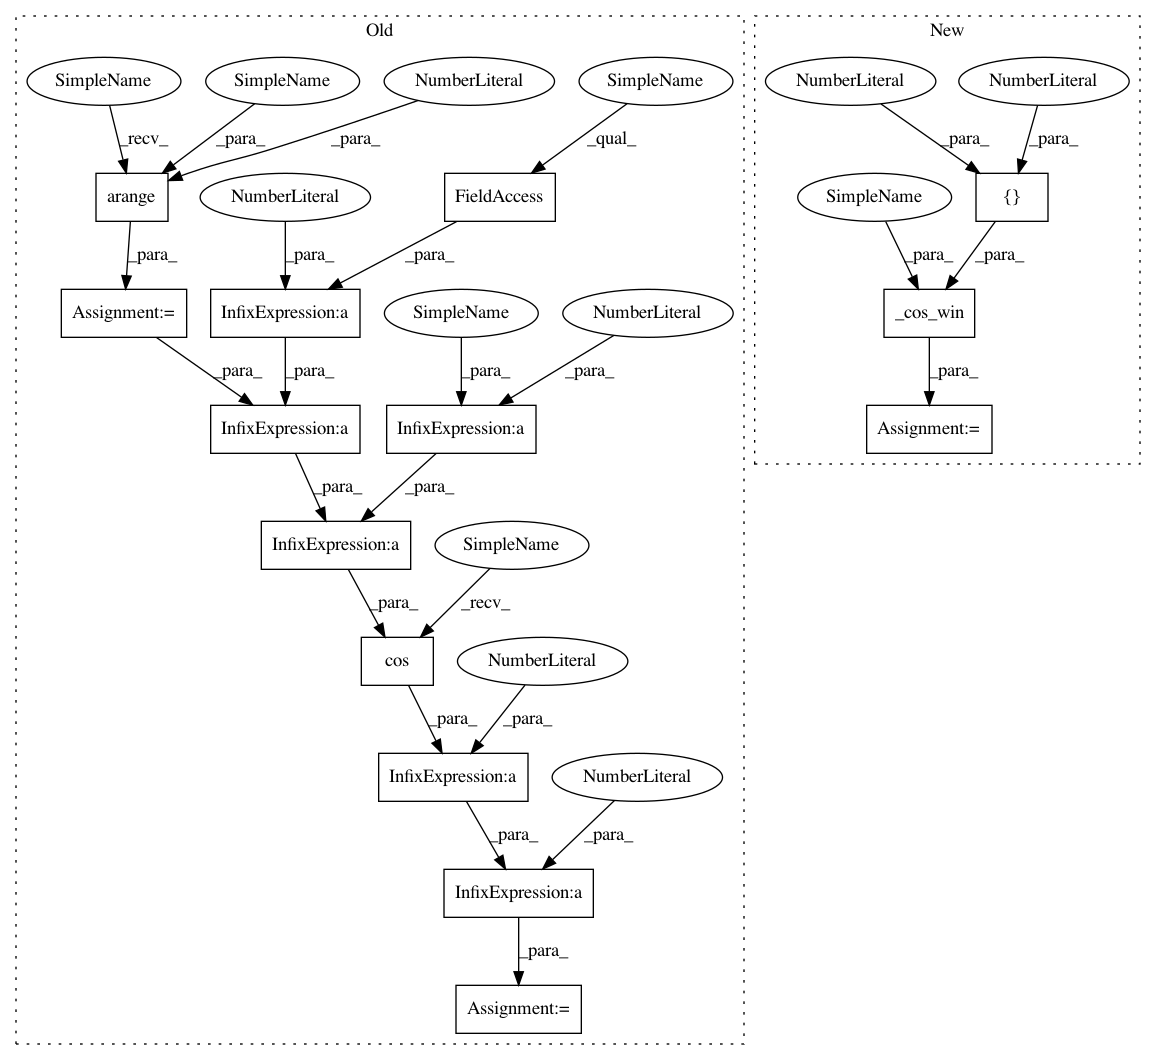 Old
New
SimpleName
SimpleName
NumberLiteral
SimpleName
NumberLiteral
NumberLiteral
_recv_
_para_
_para_
_qual_
_para_
_para_
arange
NumberLiteral
FieldAccess
SimpleName
{}
_para_
_para_
_para_
_para_
_para_
Assignment:=
InfixExpression:a
SimpleName
NumberLiteral
_cos_win
_para_
_para_
_para_
_para_
_para_
InfixExpression:a
InfixExpression:a
Assignment:=
_para_
_para_
InfixExpression:a
SimpleName
_para_
_recv_
cos
NumberLiteral
_para_
_para_
InfixExpression:a
NumberLiteral
_para_
_para_
InfixExpression:a
_para_
Assignment:=